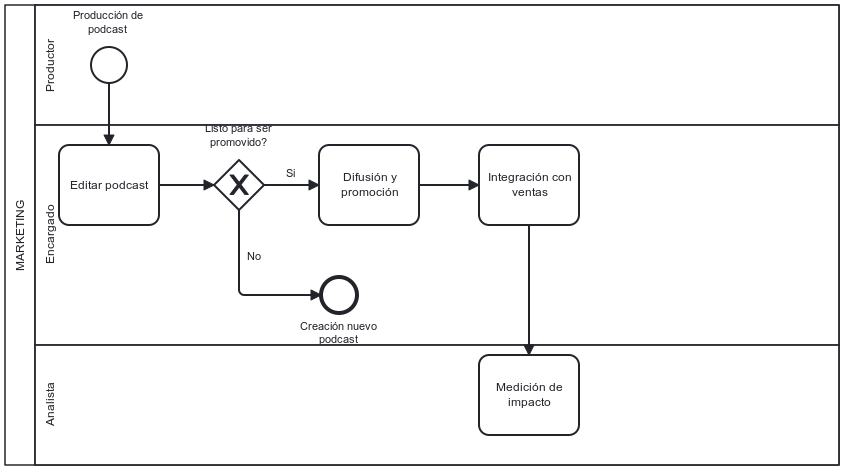 MARKETING
Productor
Producción de
podcast
Encargado
Editar podcast
Listo para ser
promovido?
Si
Difusión y
promoción
Integración con
ventas
No
Creación nuevo
podcast
Analista
Medición de
impacto